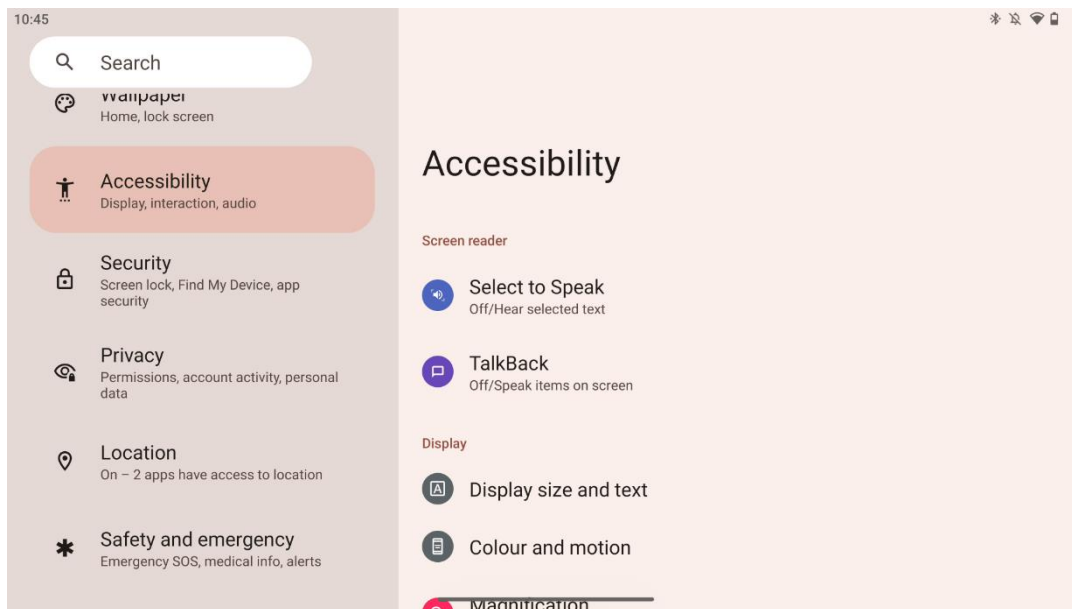 10:45
Search
Wallpaper
Home, lock screen
Accessibility
Display, interaction, audio
Security
Screen lock, Find My Device, app
security
Privacy
Permissions, account activity, personal
data
Location
On – 2 apps have access to location
Safety and emergency
Emergency SOS, medical info, alerts
Accessibility
Screen reader
Select to Speak
Off/Hear selected text
TalkBack
Off/Speak items on screen
Display
Display size and text
Colour and motion
Magnification